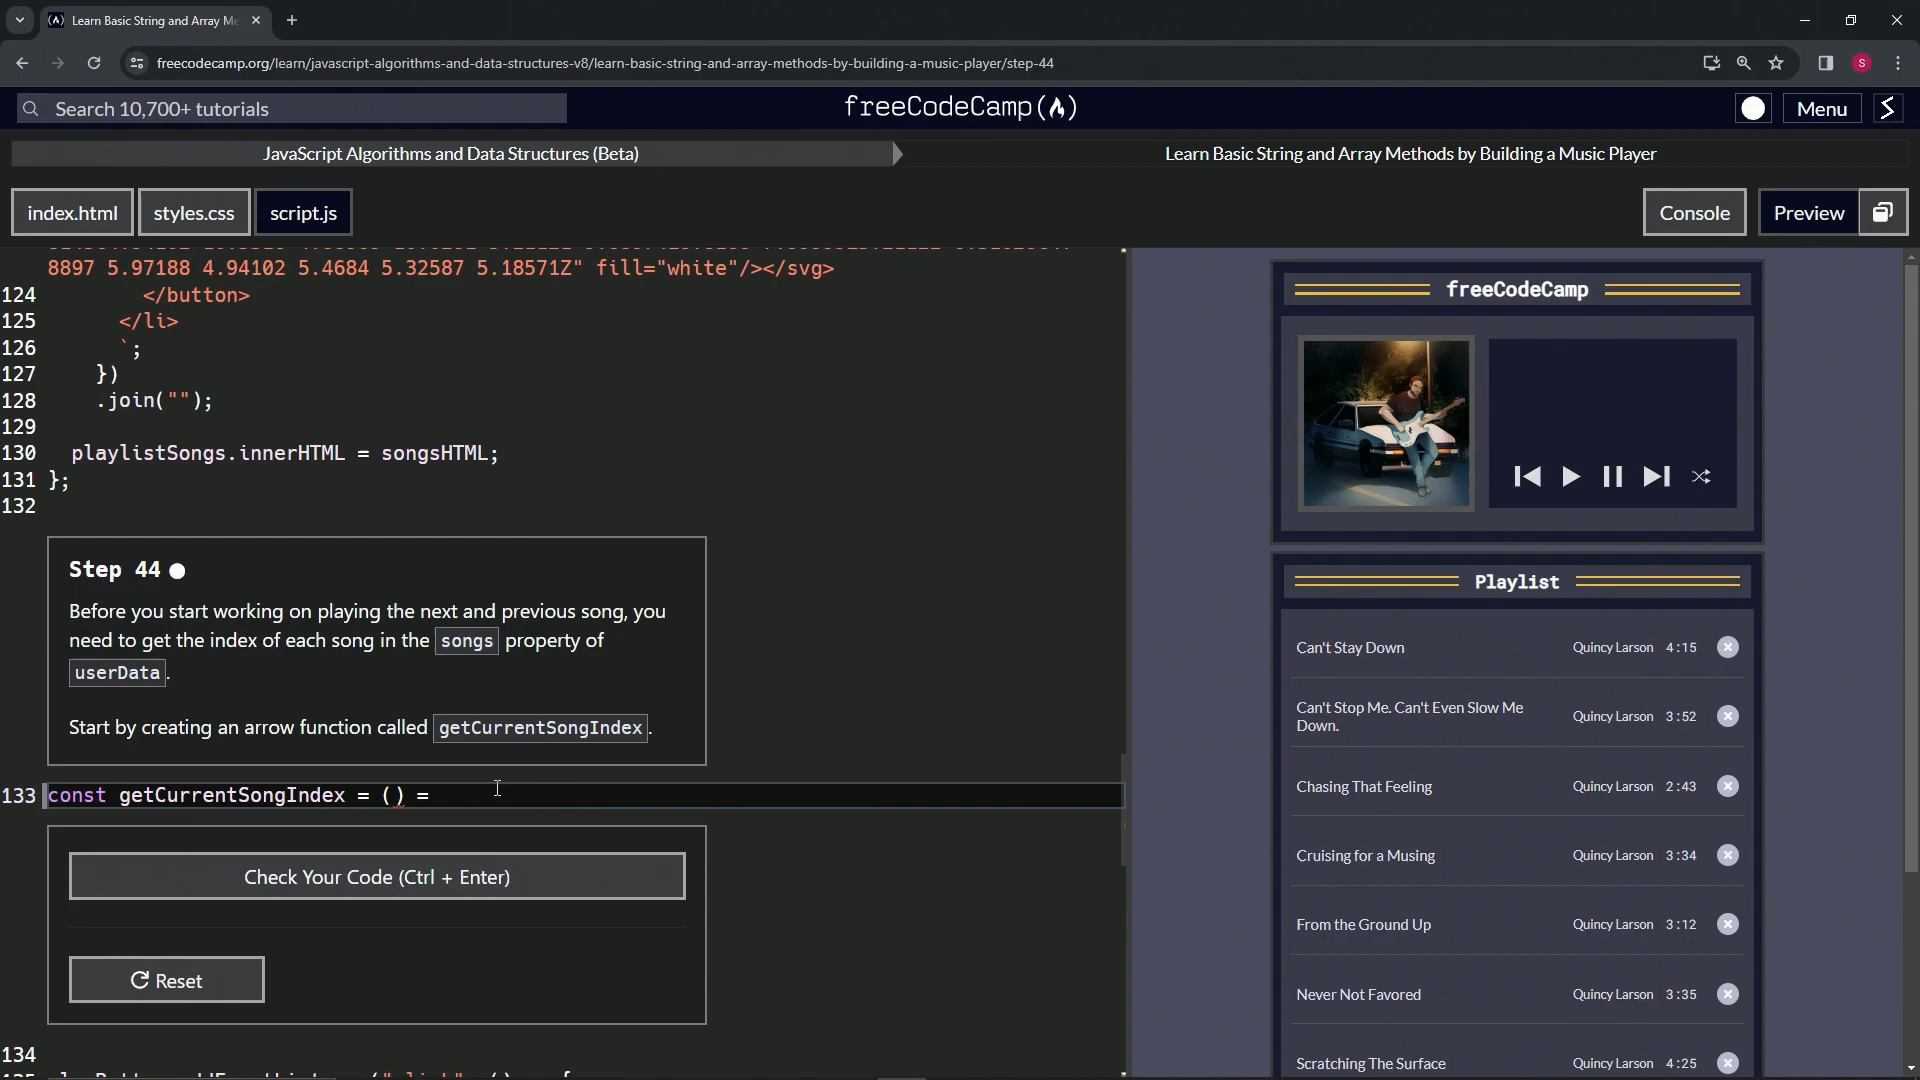 Learn Basic String and Array Me
freecodecamp.org/learn/javascript-algorithms-and-data-structures-v8/learn-basic-string-and-array-methods-by-building-a-music-player/step-44
S
Search 10,700+ tutorials
freeCodeCamp
Menu
JavaScript Algorithms and Data Structures (Beta)
Learn Basic String and Array Methods by Building a Music Player
index.html
styles.css
script.js
Console
Preview
8897 5.97188 4.94102 5.4684 5.32587 5.18571Z" fill="white"/></svg>
124 </button>
125 </li>
126 `;
127 })
128 .join("");
129
130 playlistSongs.innerHTML = songsHTML;
131 };
132
Step 44
Before you start working on playing the next and previous song, you
need to get the index of each song in the songs property of
userData.
Start by creating an arrow function called getCurrentSongIndex.
133 const getCurrentSongIndex = () =
Check Your Code (Ctrl + Enter)
Reset
134
freeCodeCamp
Playlist
Can't Stay Down Quincy Larson 4:15
Can't Stop Me. Can't Even Slow Me
Down. Quincy Larson 3:52
Chasing That Feeling Quincy Larson 2:43
Cruising for a Musing Quincy Larson 3:34
From the Ground Up Quincy Larson 3:12
Never Not Favored Quincy Larson 3:35
Scratching The Surface Quincy Larson 4:25